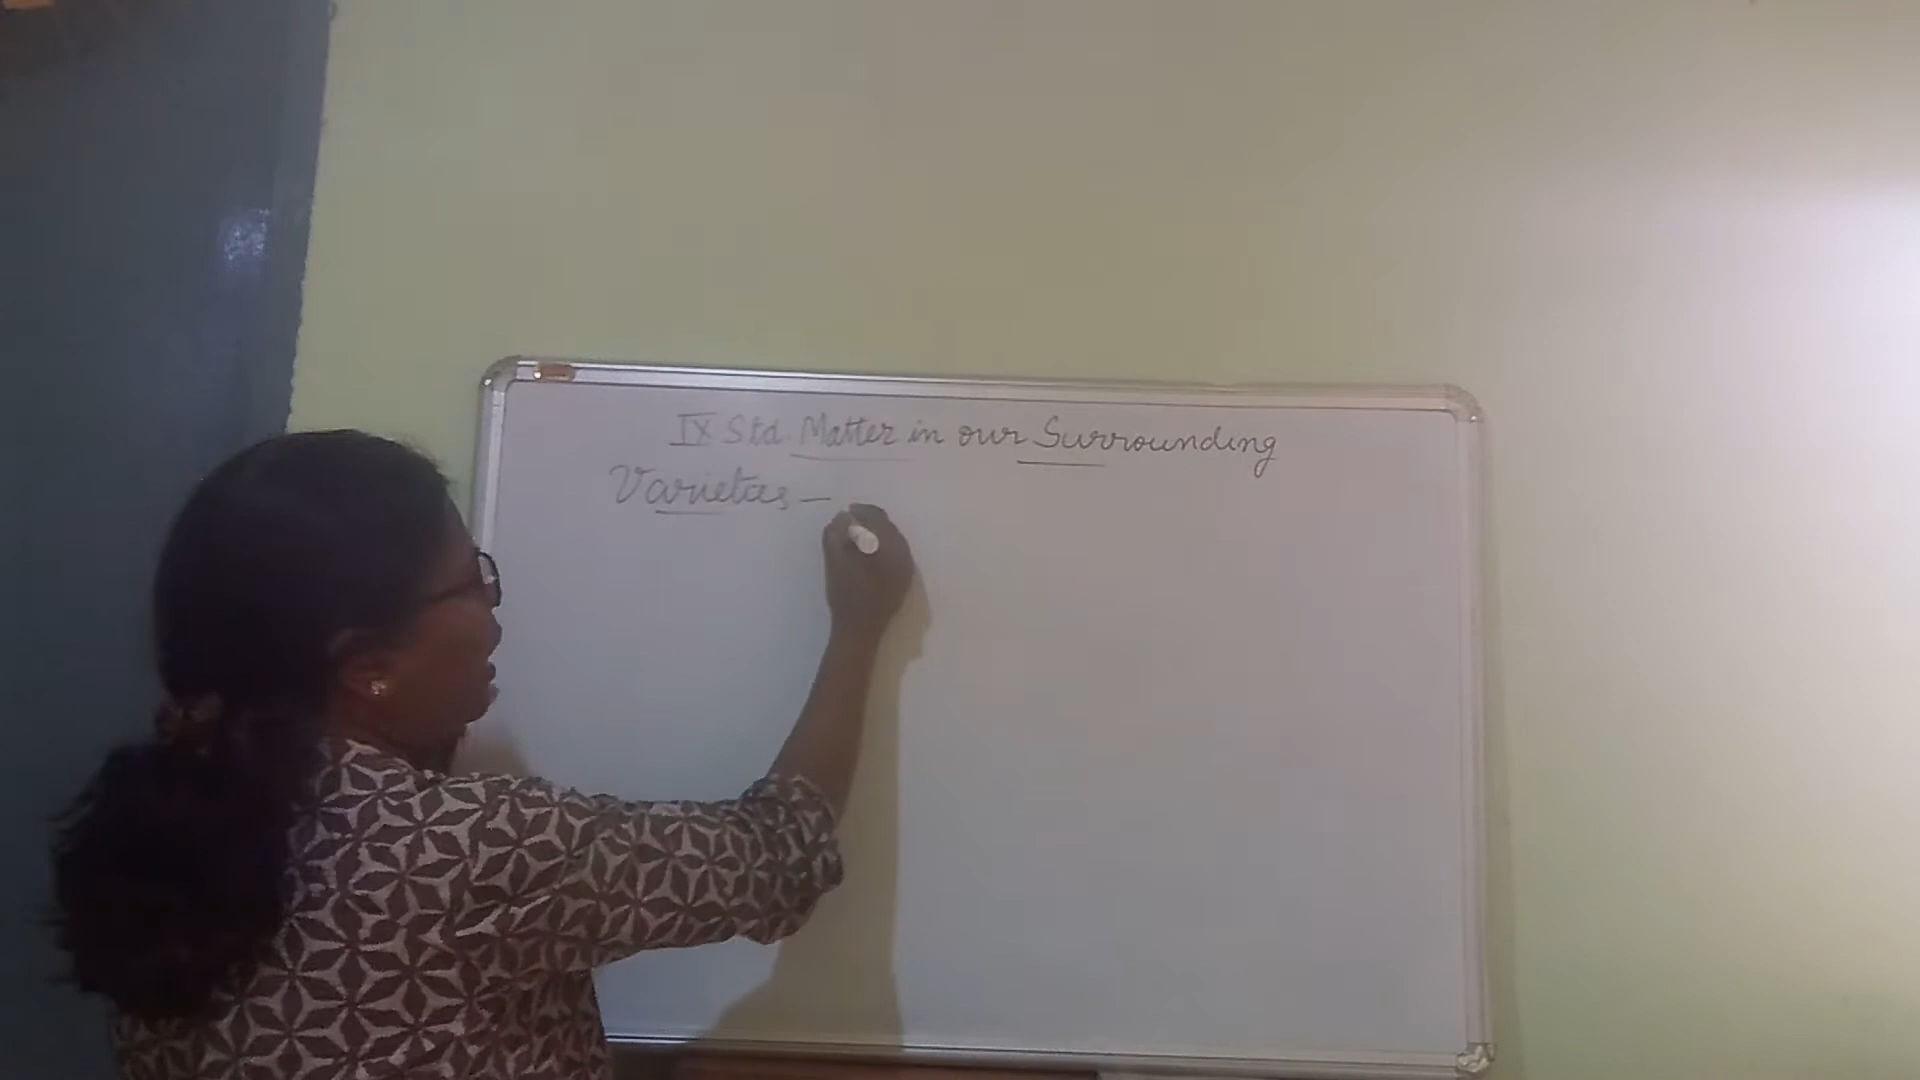 IX Std Matter in our Surrounding
Varietas –